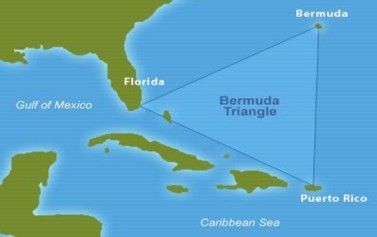 Bermuda
Florida
Gulf of Mexico
Bermuda
Triangle
Puerto Rico
Caribbean Sea